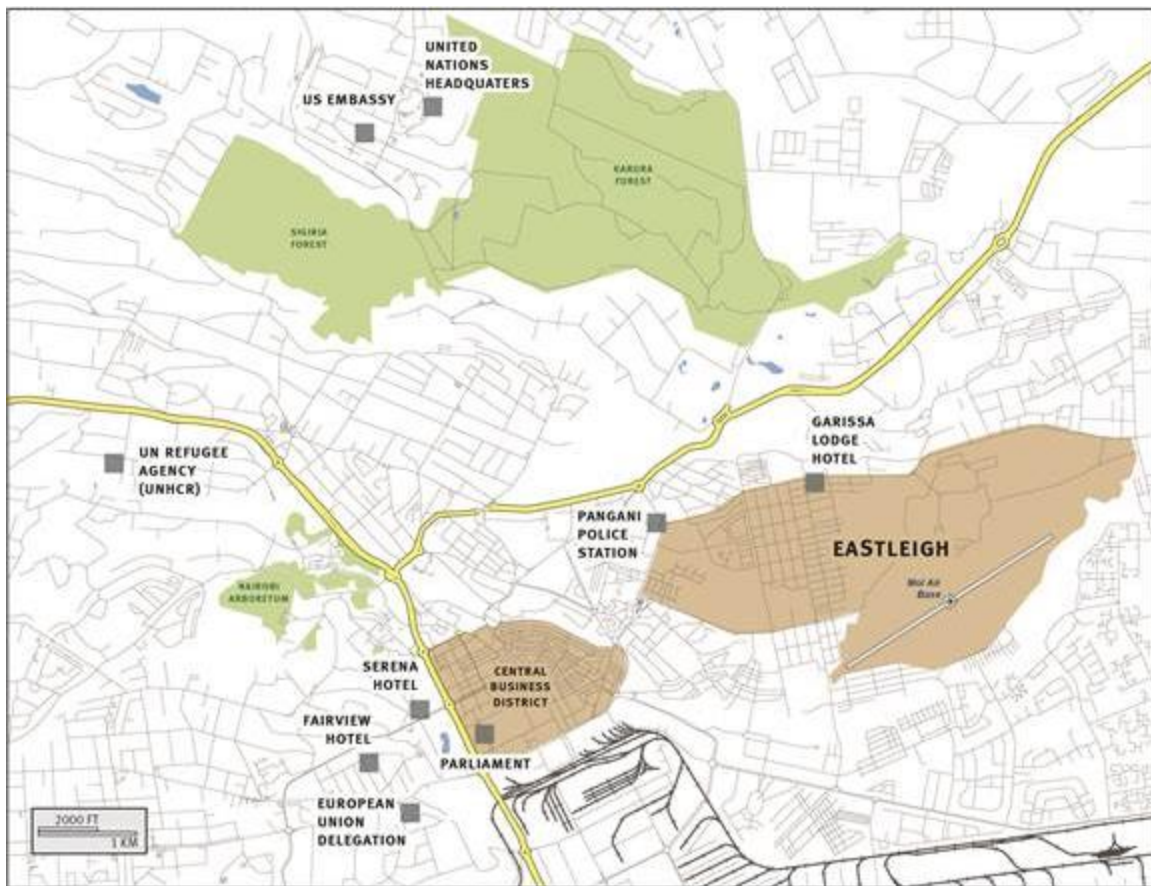 UNITED
NATIONS
HEADQUATERS
US EMBASSY
KARURA
FOREST
SIGIRIA
FOREST
GARISSA
LODGE
HOTEL
UN REFUGEE
AGENCY
(UNHCR)
PANGANI
POLICE
STATION
EASTLEIGH
Moi Air
Base
NAIROBI
ARBORETUM
SERENA
HOTEL
CENTRAL
BUSINESS
DISTRICT
FAIRVIEW
HOTEL
PARLIAMENT
EUROPEAN
UNION
DELEGATION
2000 FT
1 KM